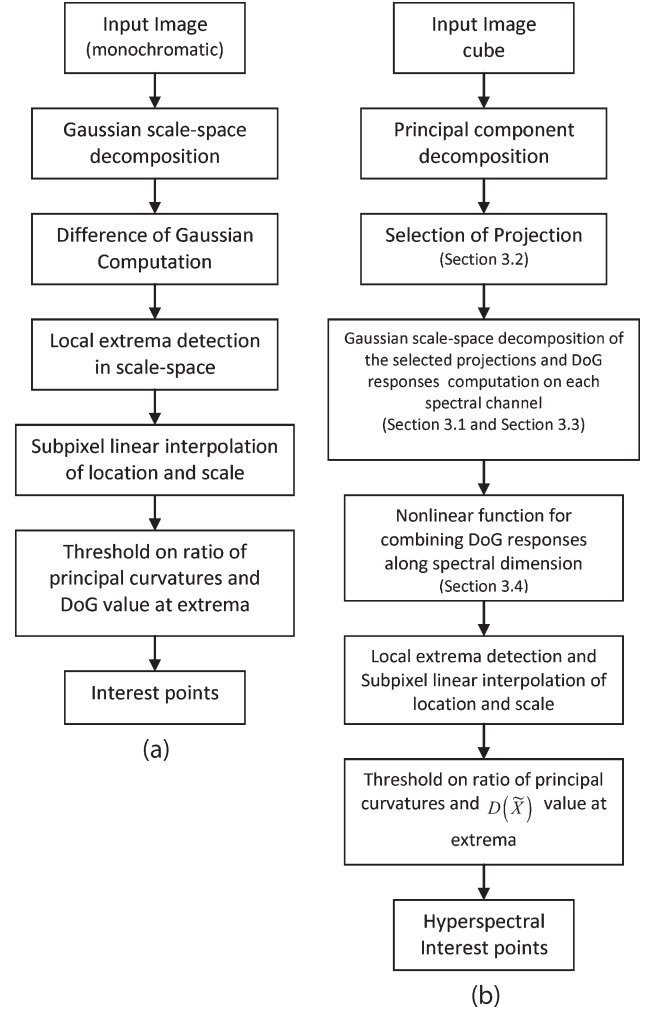 Input Image
(monochromatic)
Gaussian scale-space
decomposition
Difference of Gaussian
Computation
Local extrema detection
in scale-space
Subpixel linear interpolation
of location and scale
Threshold on ratio of
principal curvatures and
DoG value at extrema
Interest points
(a)
Input Image
cube
Principal component
decomposition
Selection of Projection
(Section 3.2)
Gaussian scale-space decomposition of
the selected projections and DoG
responses computation on each
spectral channel
(Section 3.1 and Section 3.3)
Nonlinear function for
combining DoG responses
along spectral dimension
(Section 3.4)
Local extrema detection and
Subpixel linear interpolation of
location and scale
Threshold on ratio of principal
curvatures and D(X̃) value at
extrema
Hyperspectral
Interest points
(b)